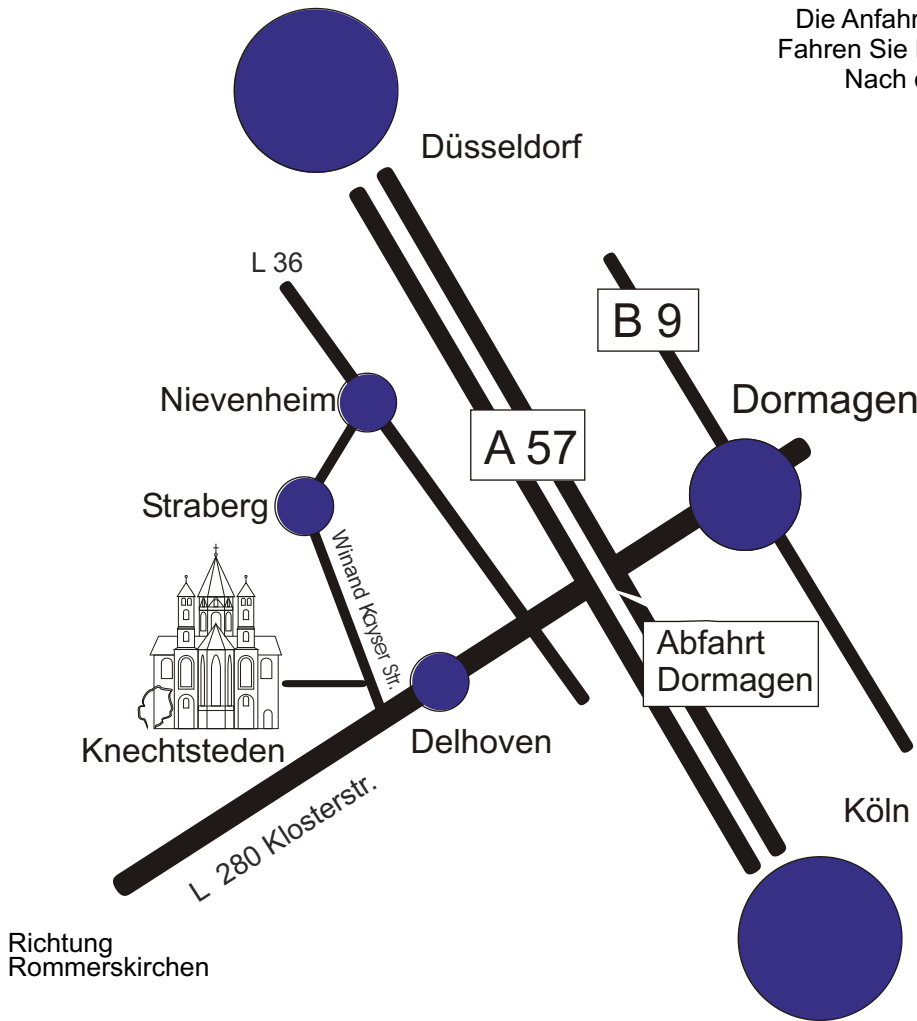 Die Anfahr
Fahren Sie
Nach
Düsseldorf
L 36
B 9
Nievenheim
Dormagen
A 57
Straberg
Winand Kayser Str.
Abfahrt
Dormagen
Knechtsteden
Delhoven
L 280 Klosterstr.
Köln
Richtung
Rommerskirchen